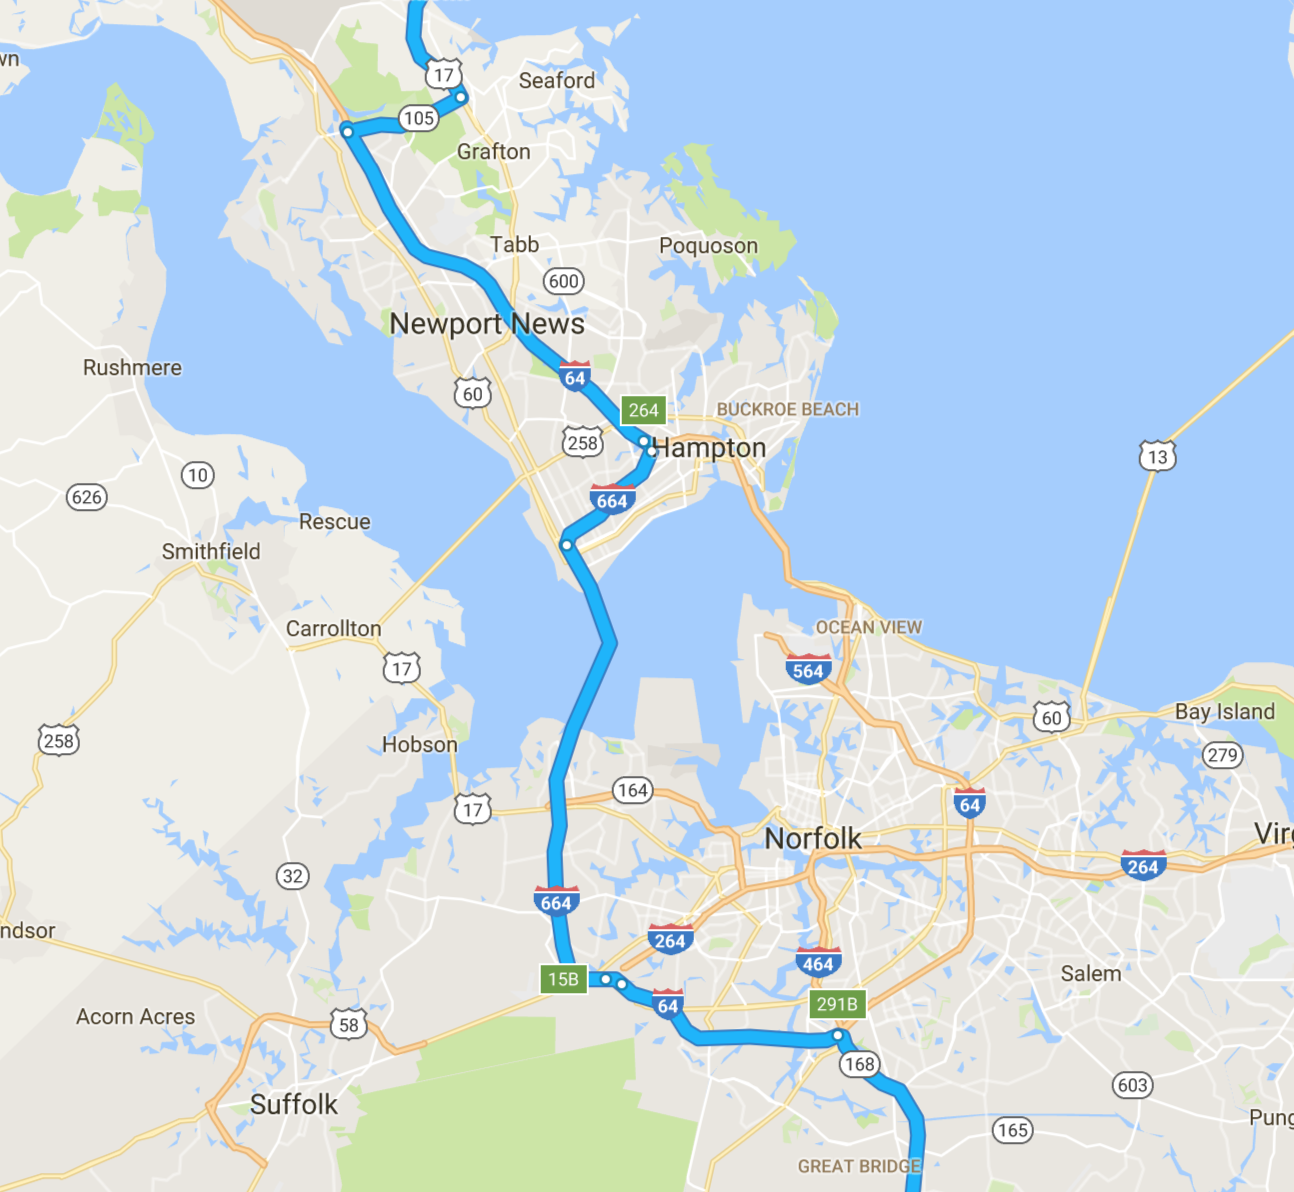 17
Seaford
wn
105
Grafton
Tabb
Poquoson
600
Newport News
Rushmere
64
60
264
BUCKROE BEACH
258
Hampton
13
10
626
664
Rescue
Smithfield
Carrollton
OCEAN VIEW
17
564
Bay Island
60
258
Hobson
279
164
64
17
Norfolk
Virg
264
32
664
ndsor
264
464
Salem
15B
64
291B
Acorn Acres
58
168
603
Suffolk
Pung
165
GREAT BRIDGE